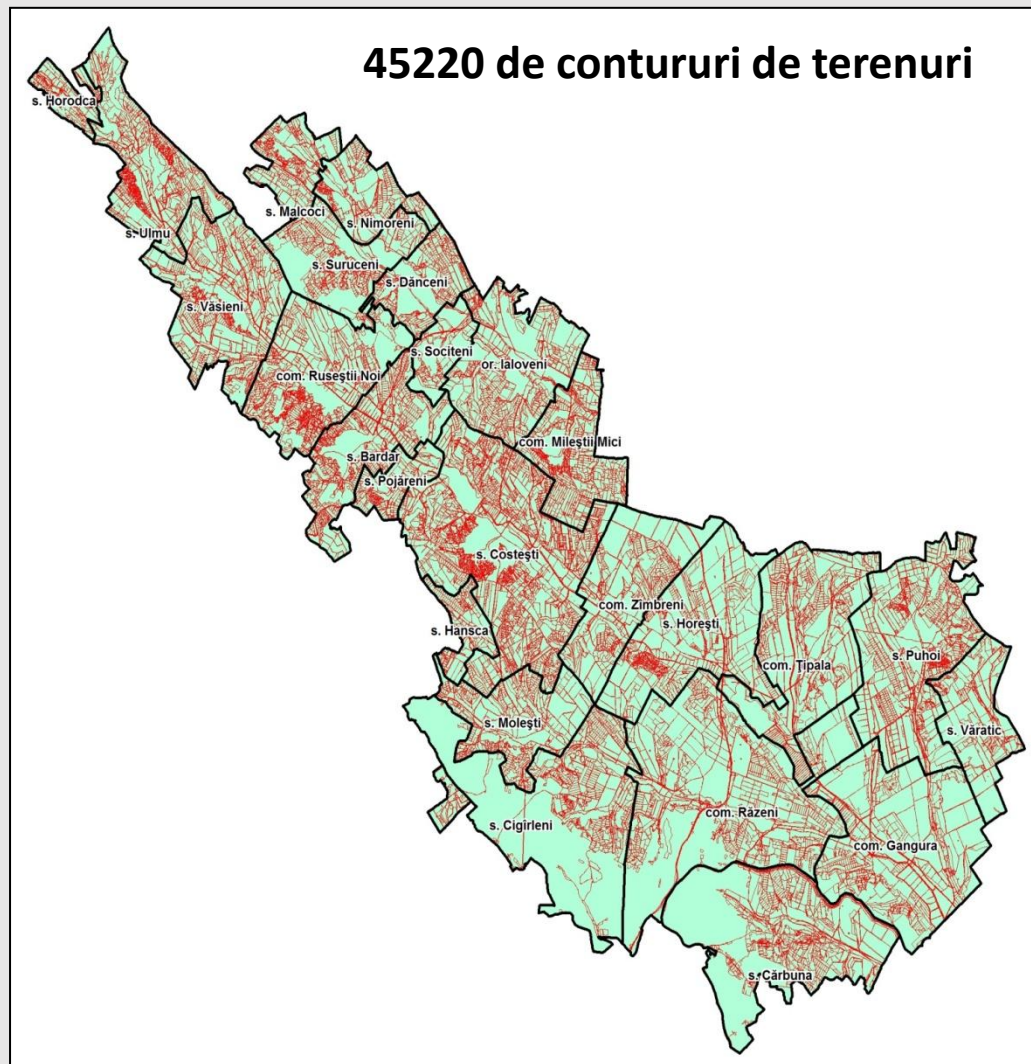 45220 de contururi de terenuri
s. Horodca
s. Malcoci
s. Nimoreni
s. Ulmu
s. Suruceni
s. Dănceni
s. Văsieni
s. Sociteni
or. Ialoveni
com. Ruseştii Noi
com. Mileştii Mici
s. Bardar
s. Pojăreni
s. Costeşti
com. Zimbreni
s. Horeşti
s. Hansca
s. Puhoi
com. Ţipala
s. Moleşti
s. Văratic
com. Răzeni
s. Cigîrleni
com. Gangura
s. Cărbuna